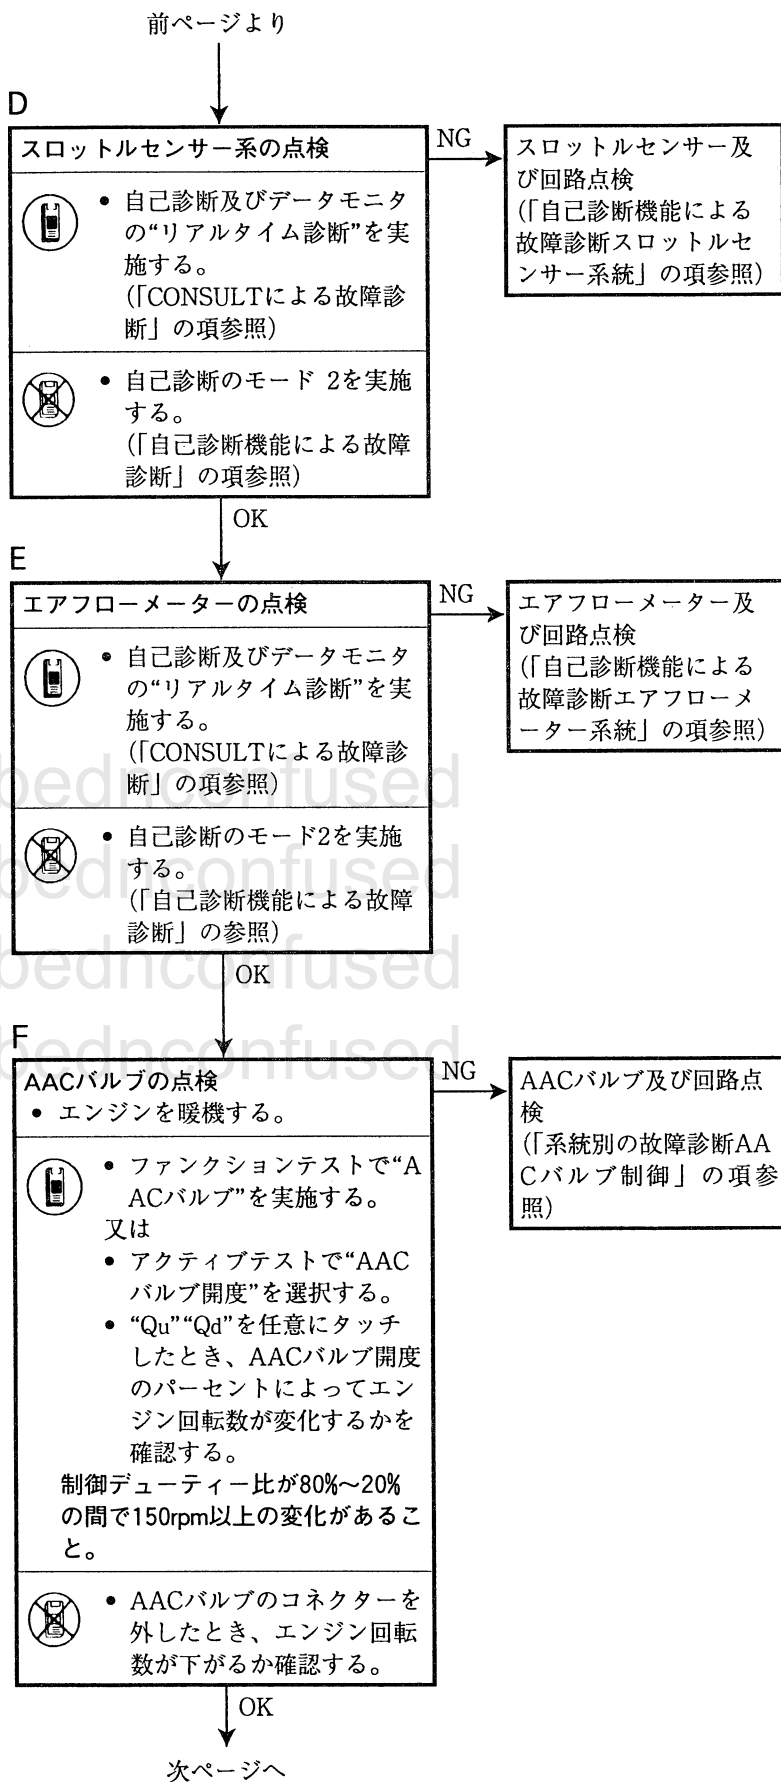 前ページより
D
スロットルセンサー系の点検
• 自己診断及びデータモニタ
の“リアルタイム診断”を実
施する。
(「CONSULTによる故障診
断」の項参照)
• 自己診断のモード 2を実施
する。
(「自己診断機能による故障
診断」の項参照)
NG
スロットルセンサー及
び回路点検
(「自己診断機能による
故障診断スロットルセ
ンサー系統」の項参照)
OK
E
エアフローメーターの点検
• 自己診断及びデータモニタ
の“リアルタイム診断”を実
施する。
(「CONSULTによる故障診
断」の項参照)
• 自己診断のモード2を実施
する。
(「自己診断機能による故障
診断」の参照)
NG
エアフローメーター及
び回路点検
(「自己診断機能による
故障診断エアフローメ
ーター系統」の項参照)
bednconfused
bednconfused
bednconfused
bednconfused
OK
F
AACバルブの点検
• エンジンを暖機する。
• ファンクションテストで“A
ACバルブ”を実施する。
又は
• アクティブテストで“AAC
バルブ開度”を選択する。
• “Qu”“Qd”を任意にタッチ
したとき、AACバルブ開度
のパーセントによってエン
ジン回転数が変化するかを
確認する。
制御デューティー比が80%〜20%
の間で150rpm以上の変化があるこ
と。
• AACバルブのコネクターを
外したとき、エンジン回転
数が下がるか確認する。
NG
AACバルブ及び回路点
検
(「系統別の故障診断AA
Cバルブ制御」の項参
照)
OK
次ページへ